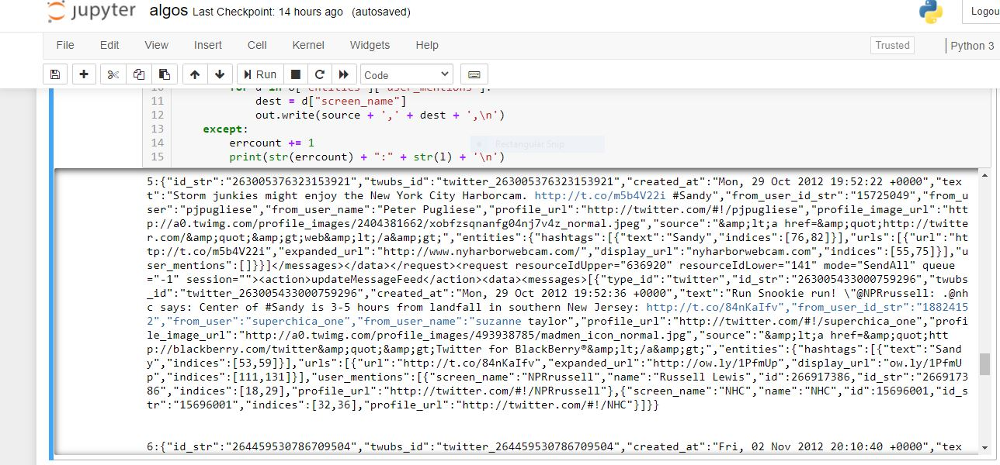 jupyter algos Last Checkpoint: 14 hours ago (autosaved)
Logou
File Edit View Insert Cell Kernel Widgets Help
Trusted
Python 3
Run
Code
10 for d in o["entities"]["user_mentions"]:
11 dest = d["screen_name"]
12 out.write(source + ',' + dest + ',\n')
13 except:
14 errcount += 1
Rectangular Snip
15 print(str(errcount) + ":" + str(l) + '\n')
5:{"id_str":"263005376323153921","twubs_id":"twitter_263005376323153921","created_at":"Mon, 29 Oct 2012 19:52:22 +0000","tex
t":"Storm junkies might enjoy the New York City Harborcam. http://t.co/m5b4V22i #Sandy","from_user_id_str":"15725049","from_u
ser":"pjpugliese","from_user_name":"Peter Pugliese","profile_url":"http://twitter.com/#!/pjpugliese","profile_image_url":"htt
p://a0.twimg.com/profile_images/2404381662/xobfzsqnanfg04nj7v4z_normal.jpeg","source":"&amp;lt;a href=&amp;quot;http://twitte
r.com/&amp;quot;&amp;gt;web&amp;lt;/a&amp;gt;","entities":{"hashtags":[{"text":"Sandy","indices":[76,82]}],"urls":[{"url":"ht
tp://t.co/m5b4V22i","expanded_url":"http://www.nyharborwebcam.com/","display_url":"nyharborwebcam.com","indices":[55,75]}],"u
ser_mentions":[]}}]</messages></data></request><request resourceIdUpper="636920" resourceIdLower="141" mode="SendAll" queue
="-1" session=""><action>updateMessageFeed</action><data><messages>[{"type_id":"twitter","id_str":"263005433000759296","twubs
_id":"twitter_263005433000759296","created_at":"Mon, 29 Oct 2012 19:52:36 +0000","text":"Run Snookie run! \"@NPRrussell: .@nh
c says: Center of #Sandy is 3-5 hours from landfall in southern New Jersey: http://t.co/84nKaIfv","from_user_id_str":"1882415
2","from_user":"superchica_one","from_user_name":"suzanne taylor","profile_url":"http://twitter.com/#!/superchica_one","profi
le_image_url":"http://a0.twimg.com/profile_images/493938785/madmen_icon_normal.jpg","source":"&amp;lt;a href=&amp;quot;htt
p://blackberry.com/twitter&amp;quot;&amp;gt;Twitter for BlackBerry®&amp;lt;/a&amp;gt;","entities":{"hashtags":[{"text":"Sand
y","indices":[53,59]}],"urls":[{"url":"http://t.co/84nKaIfv","expanded_url":"http://ow.ly/1PfmUp","display_url":"ow.ly/1PfmU
p","indices":[111,131]}],"user_mentions":[{"screen_name":"NPRrussell","name":"Russell Lewis","id":266917386,"id_str":"2669173
86","indices":[18,29],"profile_url":"http://twitter.com/#!/NPRrussell"},{"screen_name":"NHC","name":"NHC","id":15696001,"id_s
tr":"15696001","indices":[32,36],"profile_url":"http://twitter.com/#!/NHC"}]}}
6:{"id_str":"264459530786709504","twubs_id":"twitter_264459530786709504","created_at":"Fri, 02 Nov 2012 20:10:40 +0000","tex